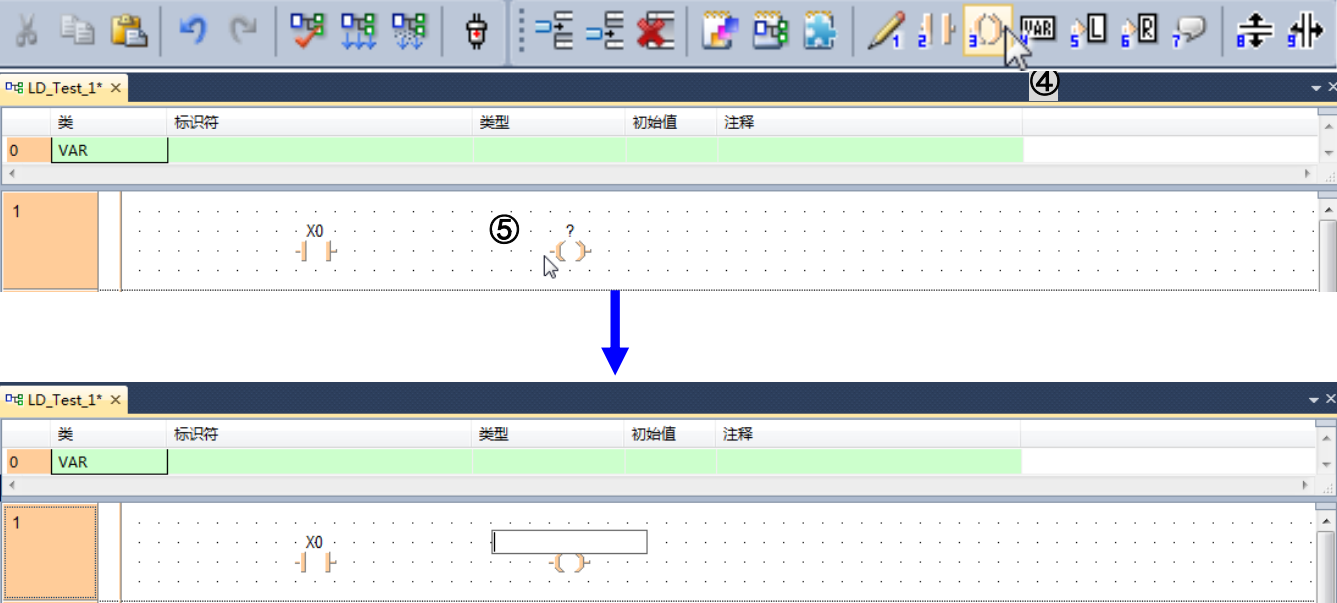 1 2 3 VAR 4 5 L 6 R 7 8 9
④
LD_Test_1*
类 标识符 类型 初始值 注释
0 VAR
1
X0 ⑤ ?
LD_Test_1*
类 标识符 类型 初始值 注释
0 VAR
1
X0